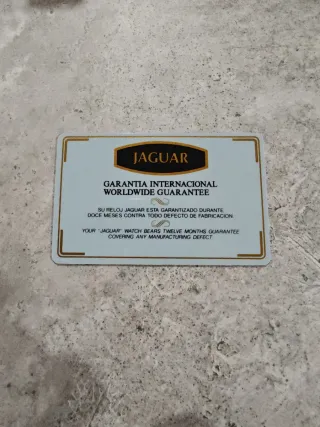 JAGUAR
GARANTIA INTERNACIONAL
WORLDWIDE GUARANTEE
SU RELOJ JAGUAR ESTA GARANTIZADO DURANTE
DOCE MESES CONTRA TODO DEFECTO DE FABRICACION
YOUR "JAGUAR" WATCH BEARS TWELVE MONTHS GUARANTEE
COVERING ANY MANUFACTURING DEFECT